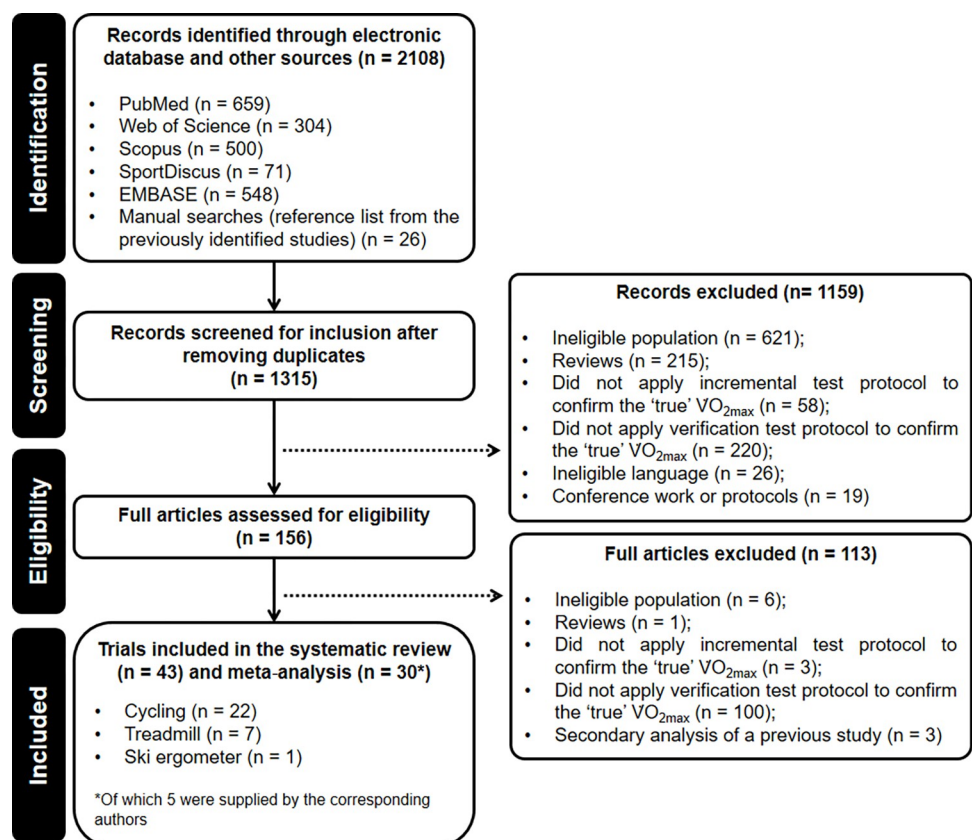 Identification
Records identified through electronic
database and other sources (n = 2108)
• PubMed (n = 659)
• Web of Science (n = 304)
• Scopus (n = 500)
• SportDiscus (n = 71)
• EMBASE (n = 548)
• Manual searches (reference list from the
previously identified studies) (n = 26)
Screening
Records screened for inclusion after
removing duplicates
(n = 1315)
Records excluded (n= 1159)
• Ineligible population (n = 621);
• Reviews (n = 215);
• Did not apply incremental test protocol to
confirm the ‘true’ V̇O2max (n = 58);
• Did not apply verification test protocol to confirm
the ‘true’ V̇O2max (n = 220);
• Ineligible language (n = 26);
• Conference work or protocols (n = 19)
Eligibility
Full articles assessed for eligibility
(n = 156)
Full articles excluded (n = 113)
• Ineligible population (n = 6);
• Reviews (n = 1);
• Did not apply incremental test protocol to
confirm the ‘true’ V̇O2max (n = 3);
• Did not apply verification test protocol to confirm
the ‘true’ V̇O2max (n = 100);
• Secondary analysis of a previous study (n = 3)
Included
Trials included in the systematic review
(n = 43) and meta-analysis (n = 30*)
• Cycling (n = 22)
• Treadmill (n = 7)
• Ski ergometer (n = 1)
*Of which 5 were supplied by the corresponding
authors